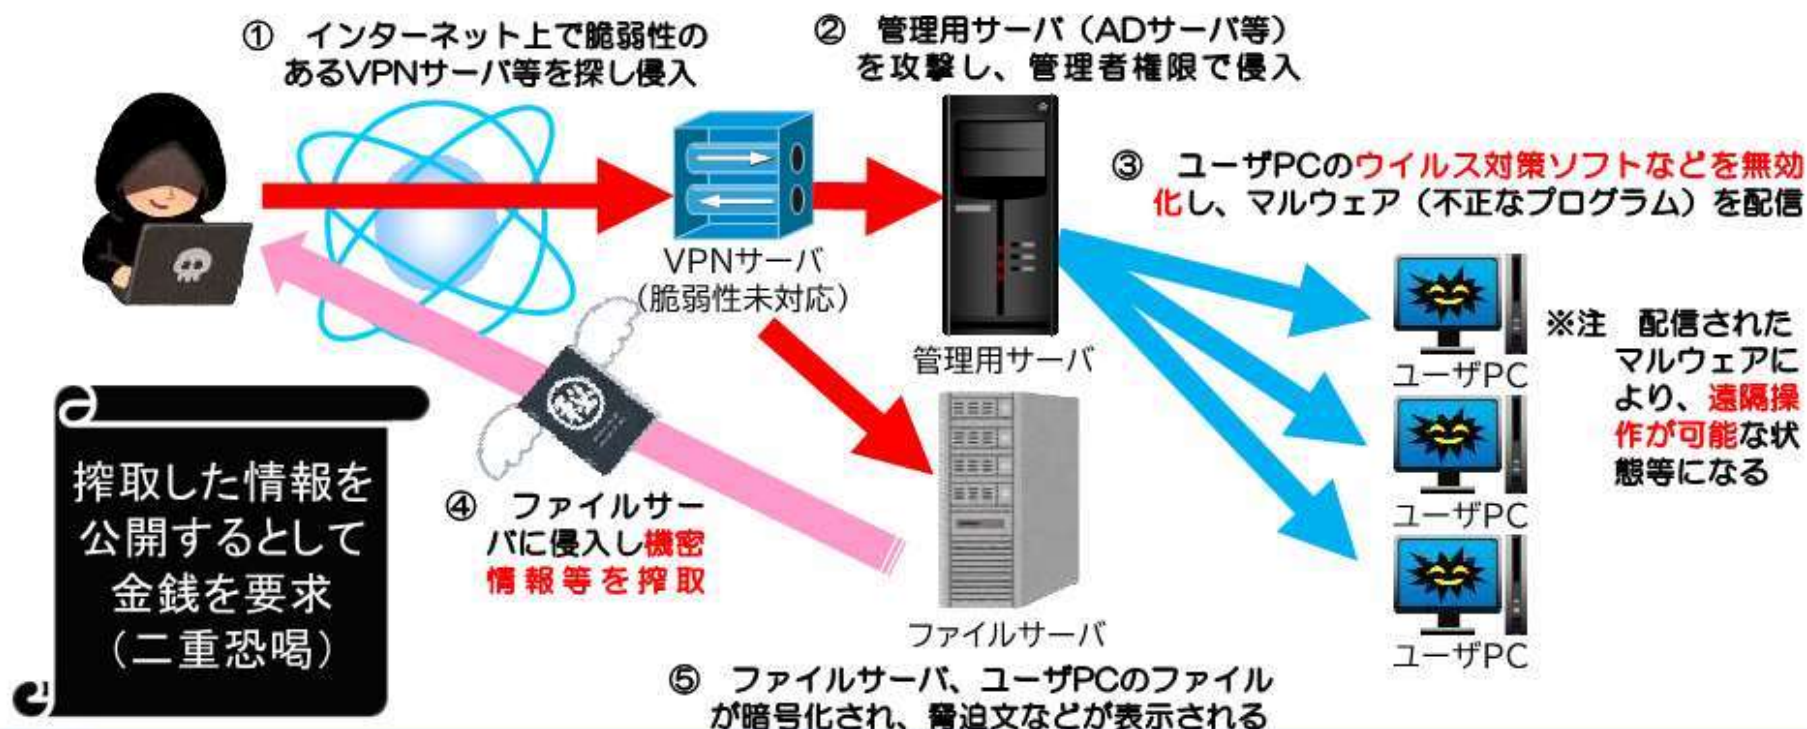 ① インターネット上で脆弱性の
あるVPNサーバ等を探し侵入
② 管理用サーバ（ADサーバ等）
を攻撃し、管理者権限で侵入
③ ユーザPCのウイルス対策ソフトなどを無効
化し、マルウェア（不正なプログラム）を配信
VPNサーバ
（脆弱性未対応）
管理用サーバ
ユーザPC
ユーザPC
ユーザPC
※注 配信された
マルウェアに
より、遠隔操
作が可能な状
態等になる
秘
④ ファイルサー
バに侵入し機密
情報等を搾取
ファイルサーバ
搾取した情報を
公開するとして
金銭を要求
（二重恐喝）
⑤ ファイルサーバ、ユーザPCのファイル
が暗号化され、脅迫文などが表示される